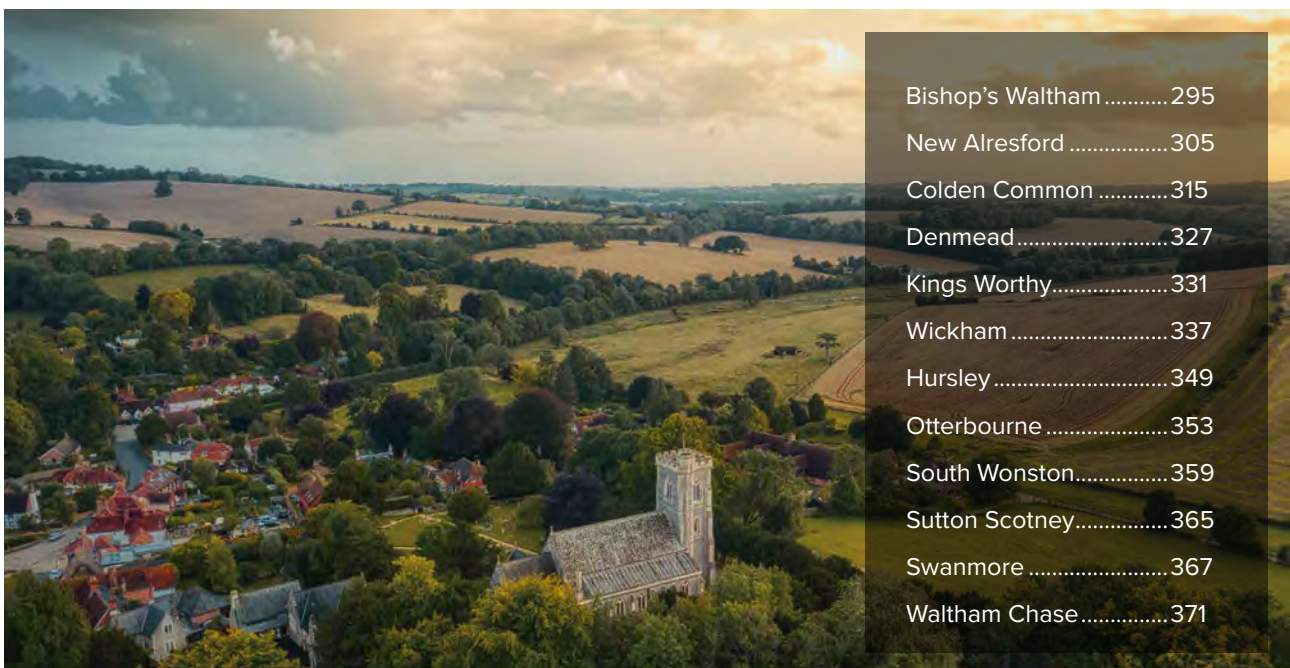 Bishop's Waltham...........295
New Alresford.................305
Colden Common ............315
Denmead..........................327
Kings Worthy....................331
Wickham...........................337
Hursley..............................349
Otterbourne.....................353
South Wonston................359
Sutton Scotney................365
Swanmore ........................367
Waltham Chase...............371